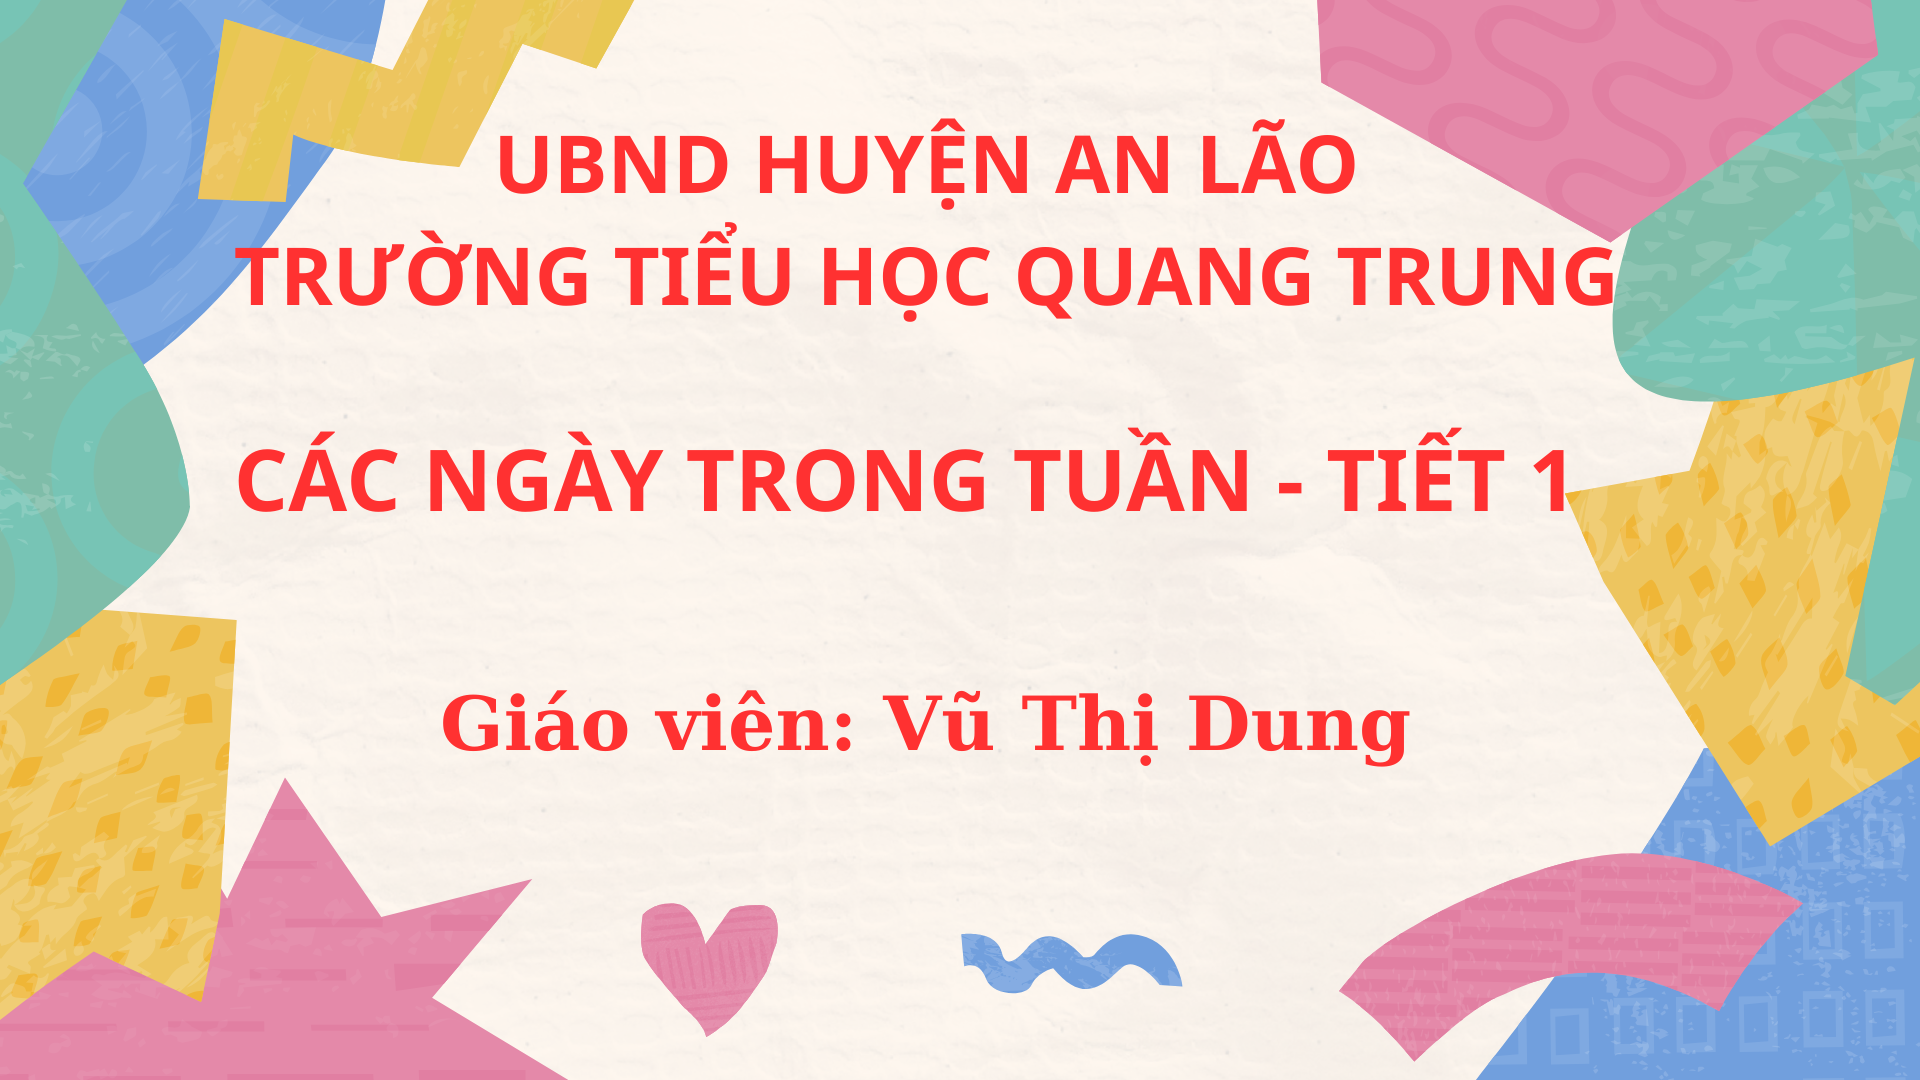 UBND HUYỆN AN LÃO
TRƯỜNG TIỂU HỌC QUANG TRUNG
CÁC NGÀY TRONG TUẦN - TIẾT 1
Giáo viên: Vũ Thị Dung